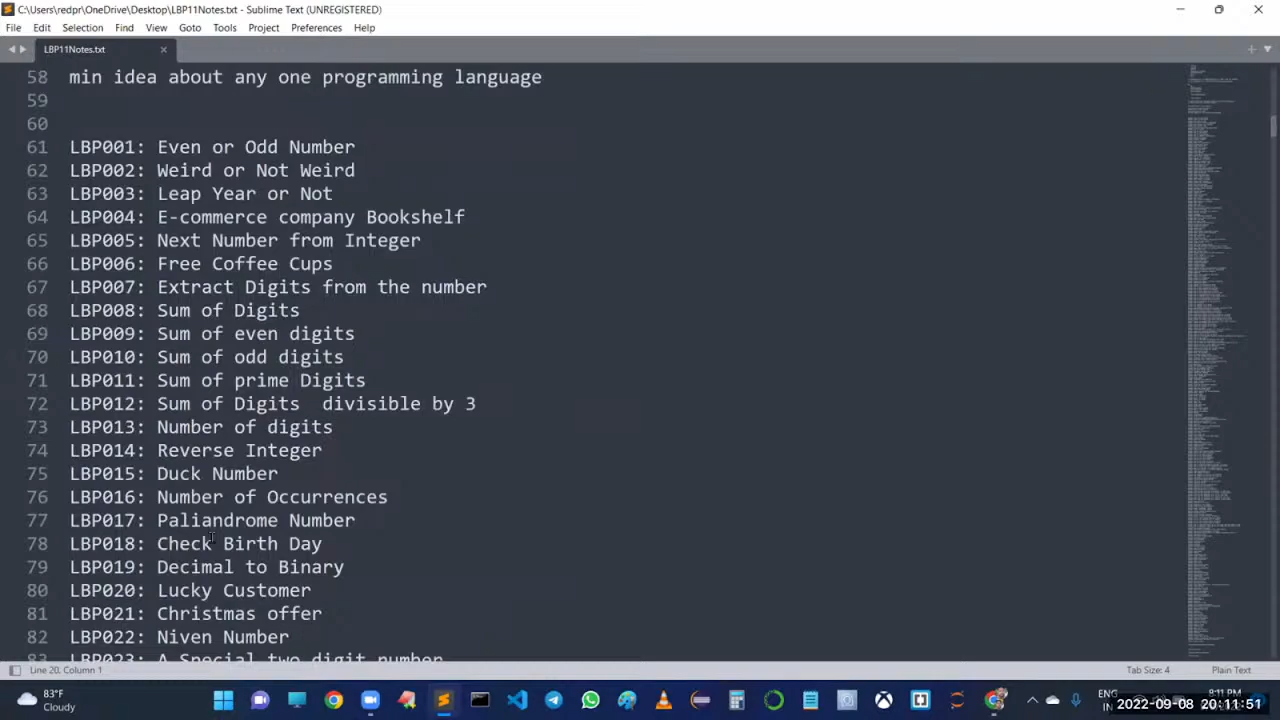 C:\Users\redpr\OneDrive\Desktop\LBP11Notes.txt - Sublime Text (UNREGISTERED)
File Edit Selection Find View Goto Tools Project Preferences Help
LBP11Notes.txt
58 min idea about any one programming language
59
60
61 LBP001: Even or Odd Number
62 LBP002: Weird or Not Weird
63 LBP003: Leap Year or Not
64 LBP004: E-commerce company Bookshelf
65 LBP005: Next Number fron Integer
66 LBP006: Free Coffee Cup
67 LBP007: Extract Digits from the number
68 LBP008: Sum of Digits
69 LBP009: Sum of even digits
70 LBP010: Sum of odd digits
71 LBP011: Sum of prime Digits
72 LBP012: Sum of digits divisible by 3
73 LBP013: Number of digits
74 LBP014: Reverse Integer
75 LBP015: Duck Number
76 LBP016: Number of Occurrences
77 LBP017: Paliandrome Number
78 LBP018: Check Birth Day
79 LBP019: Decimal to Binary
80 LBP020: Lucky Customer
81 LBP021: Christmas offer
82 LBP022: Niven Number
Line 20, Column 1 Tab Size: 4 Plain Text
83°F
Cloudy
ENG
IN
8:11 PM
2022-09-08 20:11:51